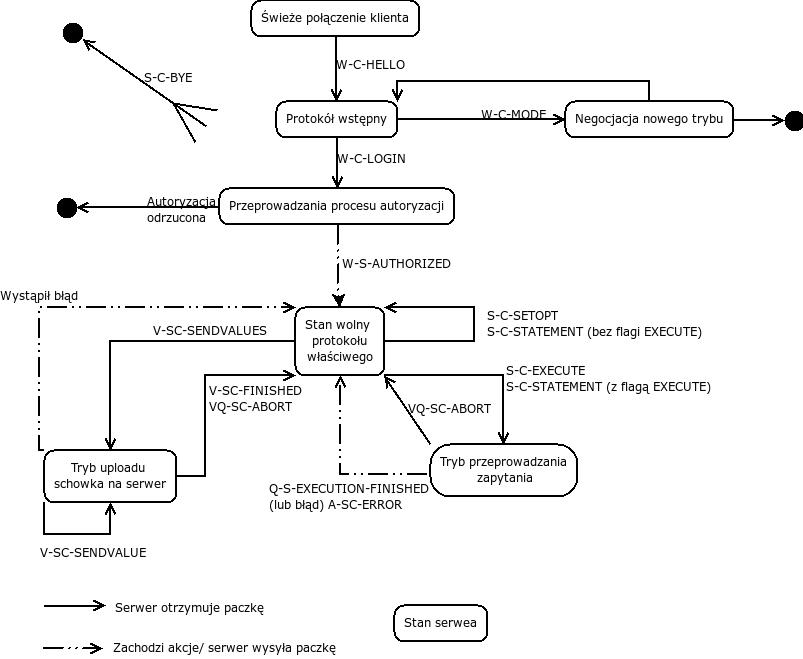 Świeże połączenie klienta
W-C-HELLO
S-C-BYE
Protokół wstępny
W-C-MODE
Negocjacja nowego trybu
W-C-LOGIN
Autoryzacja
odrzucona
Przeprowadzania procesu autoryzacji
W-S-AUTHORIZED
Wystąpił błąd
V-SC-SENDVALUES
Stan wolny
protokołu
właściwego
S-C-SETOPT
S-C-STATEMENT (bez flagi EXECUTE)
V-SC-FINISHED
VQ-SC-ABORT
S-C-EXECUTE
S-C-STATEMENT (z flagą EXECUTE)
VQ-SC-ABORT
Tryb uploadu
schowka na serwer
Tryb przeprowadzania
zapytania
Q-S-EXECUTION-FINISHED
(lub błąd) A-SC-ERROR
V-SC-SENDVALUE
Serwer otrzymuje paczkę
Stan serwea
Zachodzi akcje/ serwer wysyła paczkę